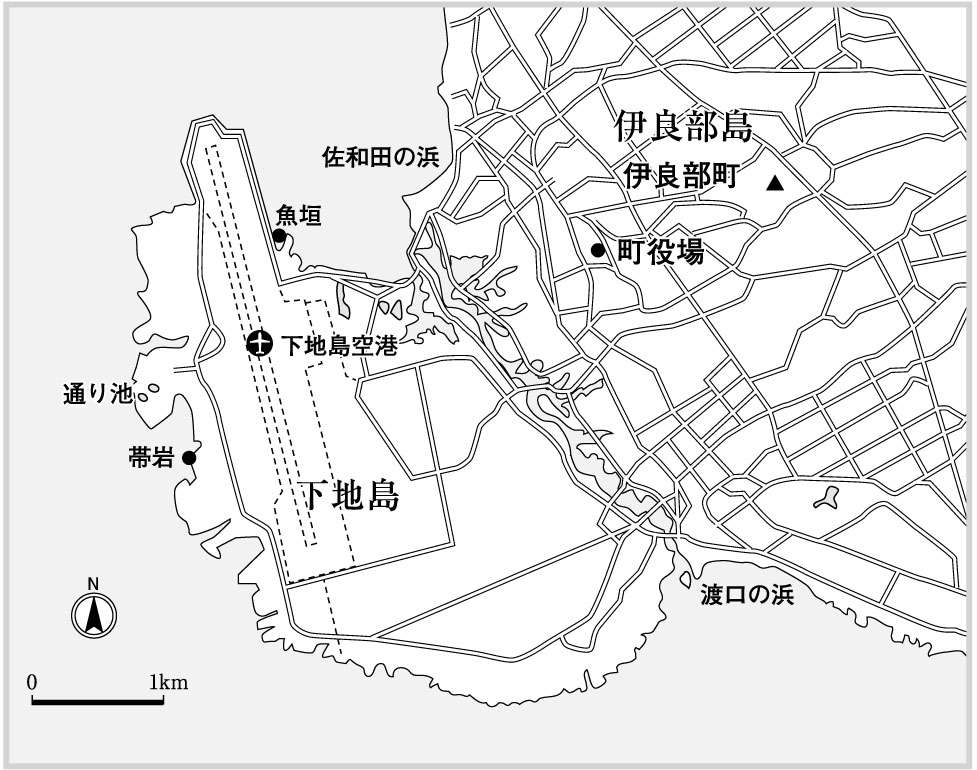 伊良部島
佐和田の浜
伊良部町
魚垣
町役場
下地島空港
通り池
帯岩
下地島
N
渡口の浜
0 1km